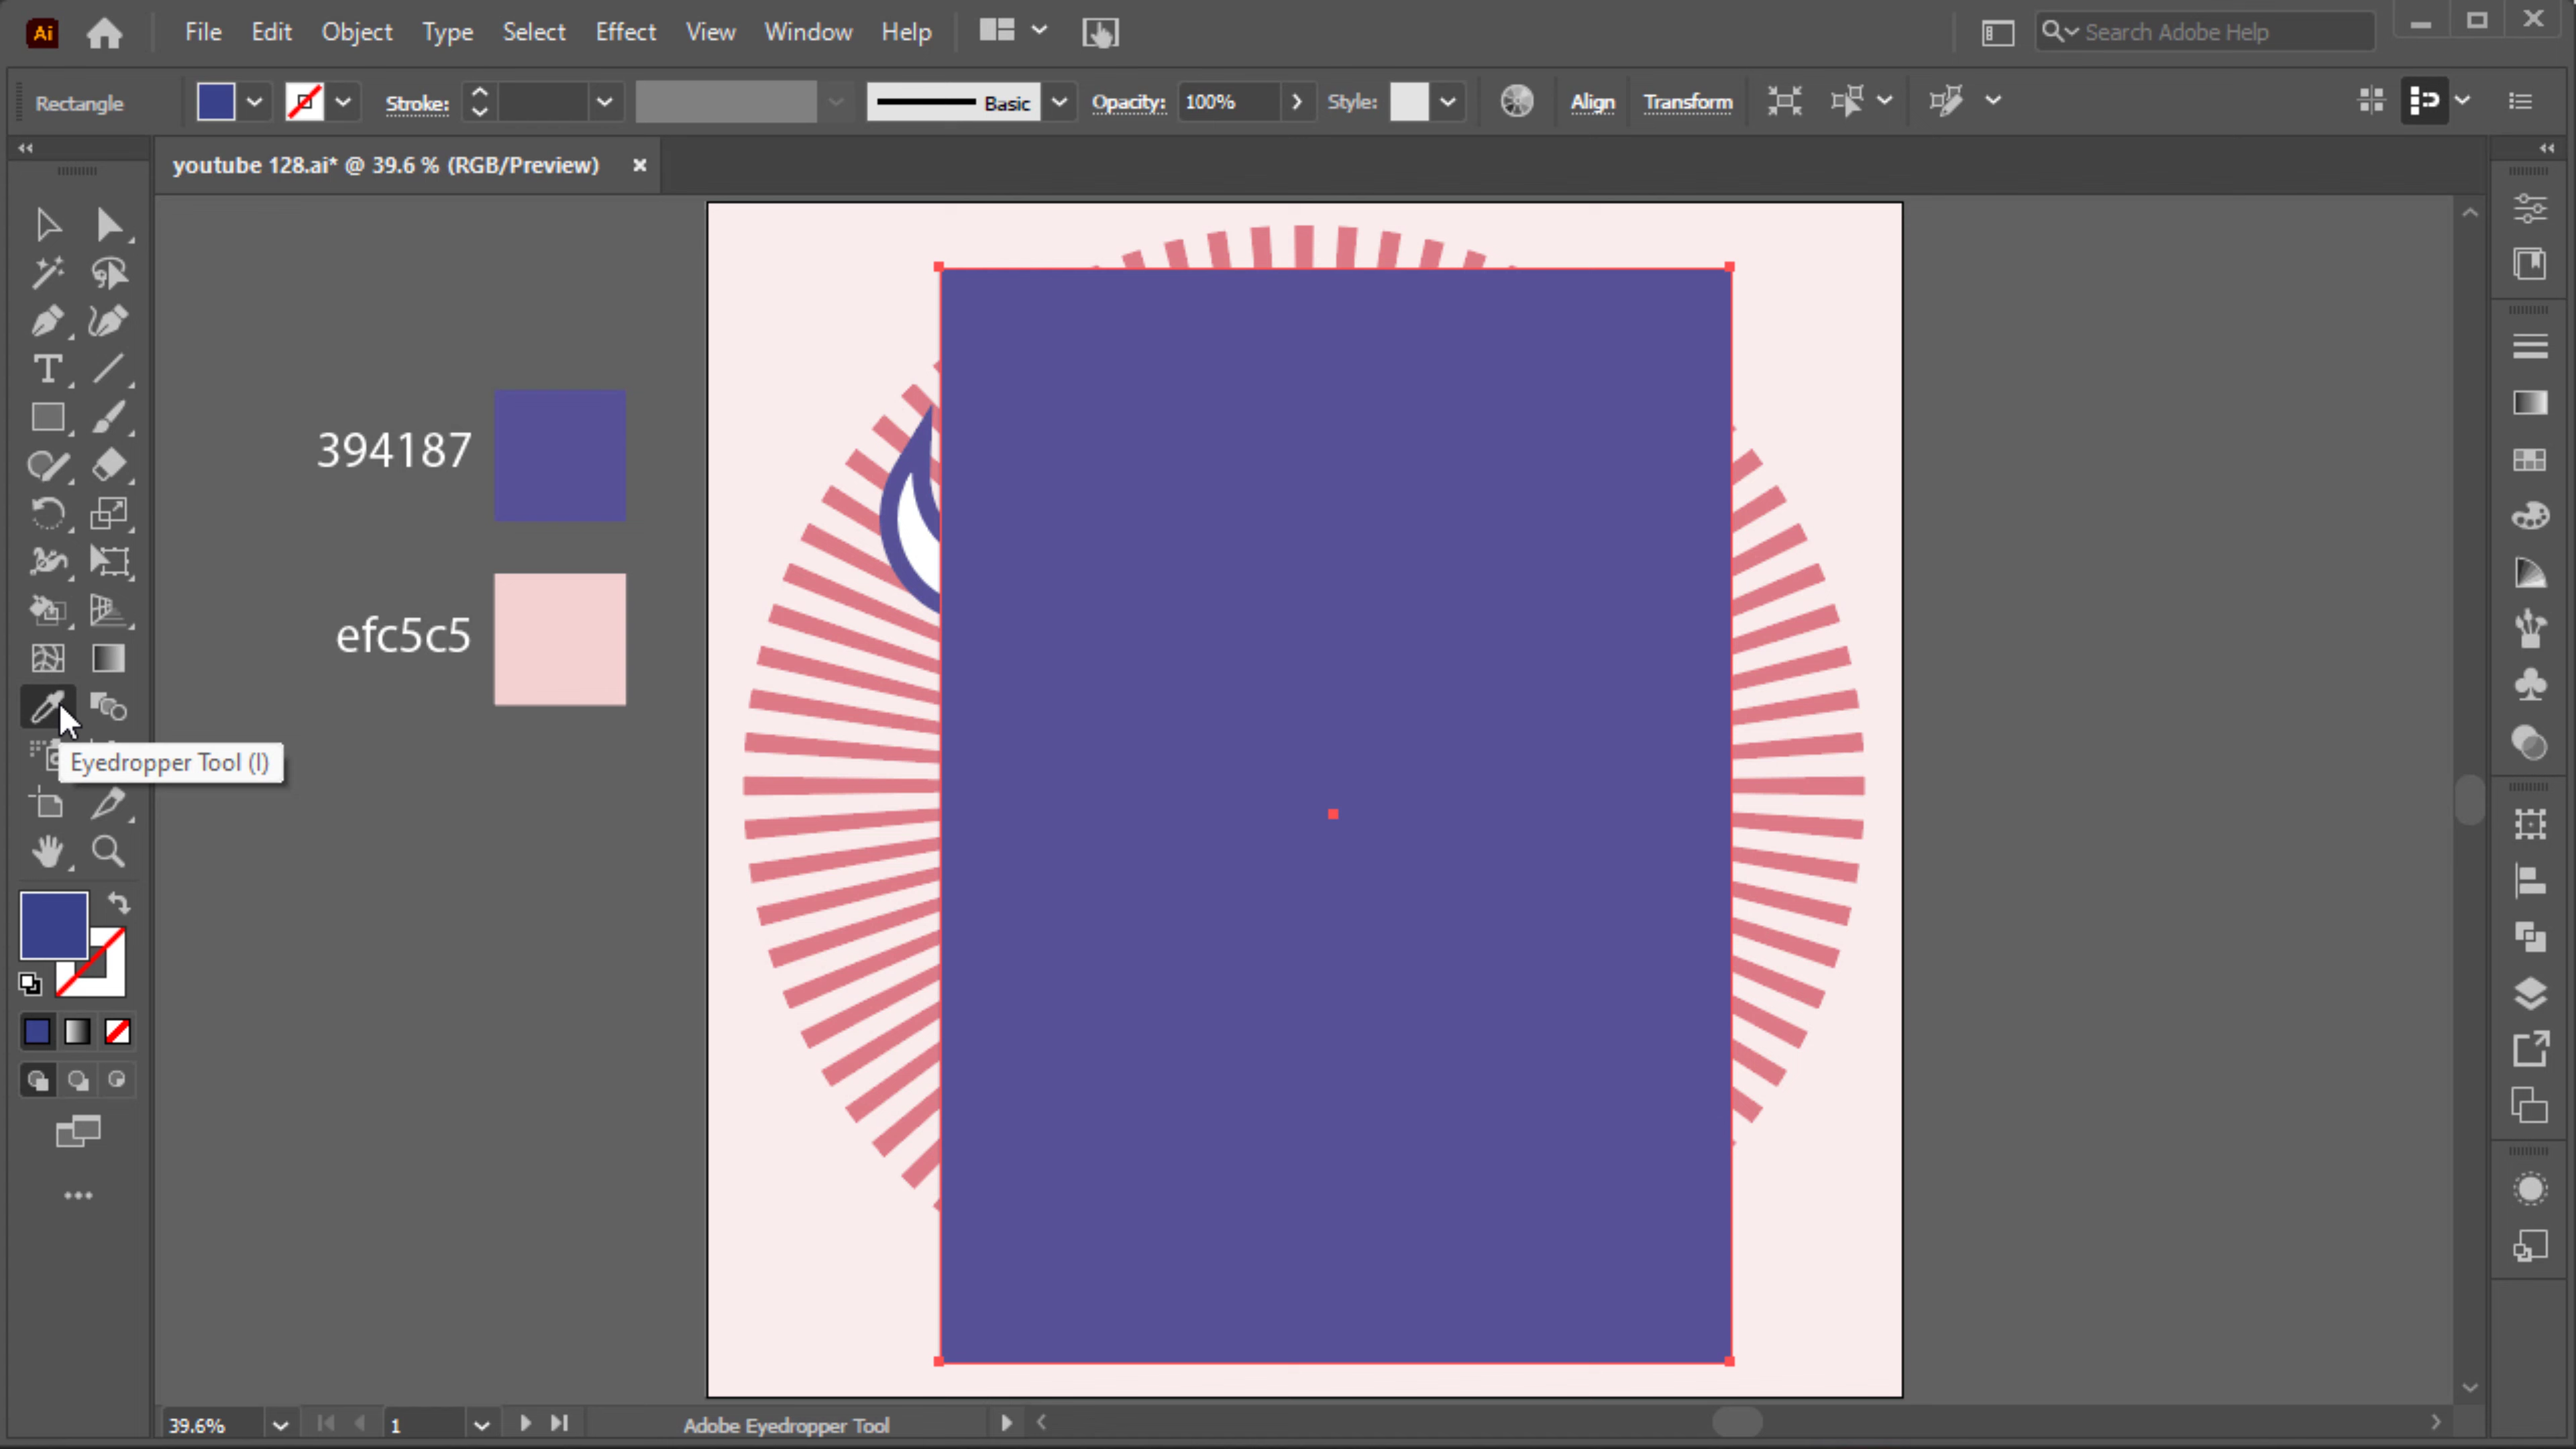 Ai File Edit Object Type Select Effect View Window Help Search Adobe Help
Rectangle Stroke: Basic Opacity: 100% Style: Align Transform
youtube 128.ai* @ 39.6 % (RGB/Preview)
394187
efc5c5
Eyedropper Tool (I)
39.6% 1 Adobe Eyedropper Tool